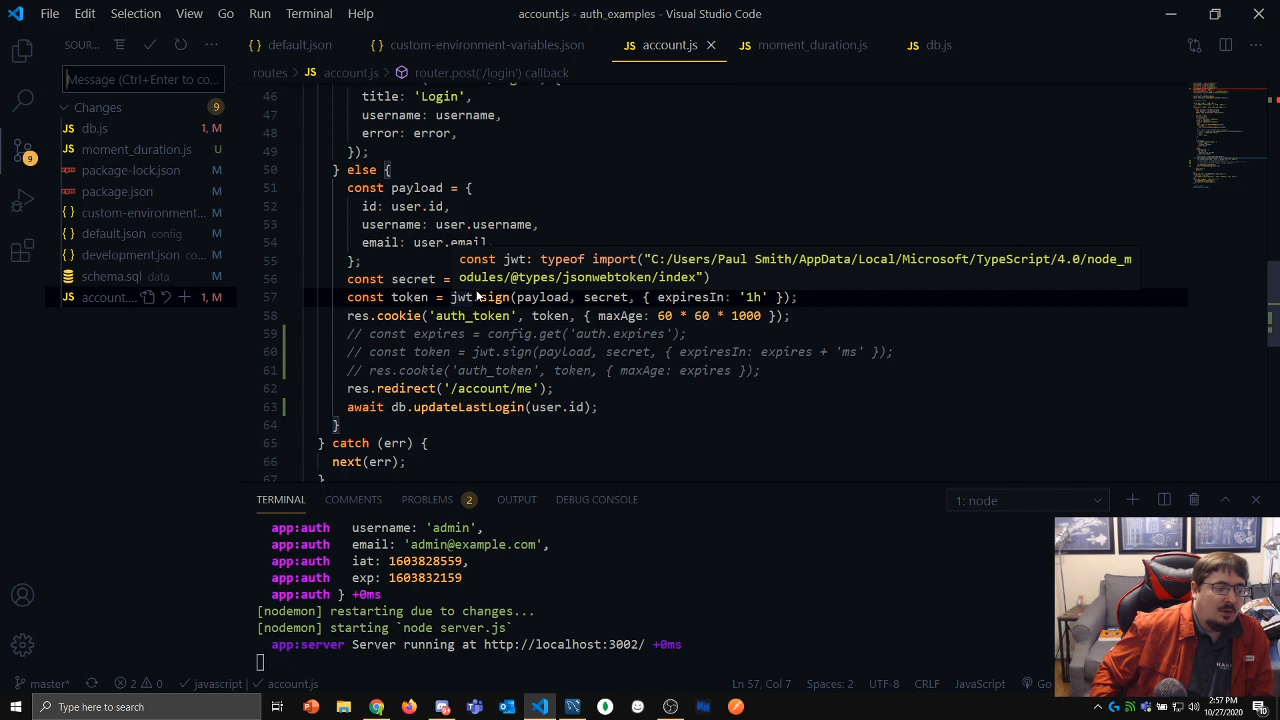 File Edit Selection View Go Run Terminal Help
account.js - auth_examples - Visual Studio Code
SOUR...
default.json
custom-environment-variables.json
JS account.js
JS moment_duration.js
JS db.js
Message (Ctrl+Enter to co...
routes > JS account.js > router.post('/login') callback
Changes 9
JS db.js 1, M
JS moment_duration.js U
package-lock.json M
package.json M
{} custom-environment... M
{} default.json config M
{} development.json con... M
schema.sql data M
JS account.... 1, M
9
46 title: 'Login',
47 username: username,
48 error: error,
49 });
50 } else {
51 const payload = {
52 id: user.id,
53 username: user.username,
54 email: user.email
55 };
const jwt: typeof import("C:/Users/Paul Smith/AppData/Local/Microsoft/TypeScript/4.0/node_m
odules/@types/jsonwebtoken/index")
56 const secret =
57 const token = jwt.sign(payload, secret, { expiresIn: '1h' });
58 res.cookie('auth_token', token, { maxAge: 60 * 60 * 1000 });
59 // const expires = config.get('auth.expires');
60 // const token = jwt.sign(payload, secret, { expiresIn: expires + 'ms' });
61 // res.cookie('auth_token', token, { maxAge: expires });
62 res.redirect('/account/me');
63 await db.updateLastLogin(user.id);
64 }
65 } catch (err) {
66 next(err);
67 }
TERMINAL COMMENTS PROBLEMS 2 OUTPUT DEBUG CONSOLE
1: node
app:auth username: 'admin',
app:auth email: 'admin@example.com',
app:auth iat: 1603828559,
app:auth exp: 1603832159
app:auth } +0ms
[nodemon] restarting due to changes...
[nodemon] starting `node server.js`
app:server Server running at http://localhost:3002/ +0ms
master* 2 0 javascript | account.js
Ln 57, Col 7 Spaces: 2 UTF-8 CRLF JavaScript Go
Type here to search
2:57 PM
10/27/2020